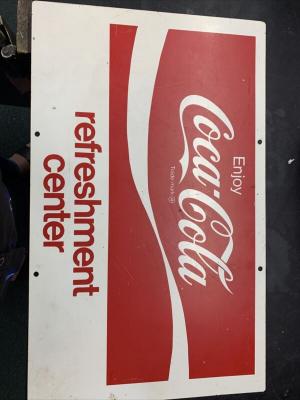 Enjoy
Coca-Cola
Trade-mark ®
refreshment
center